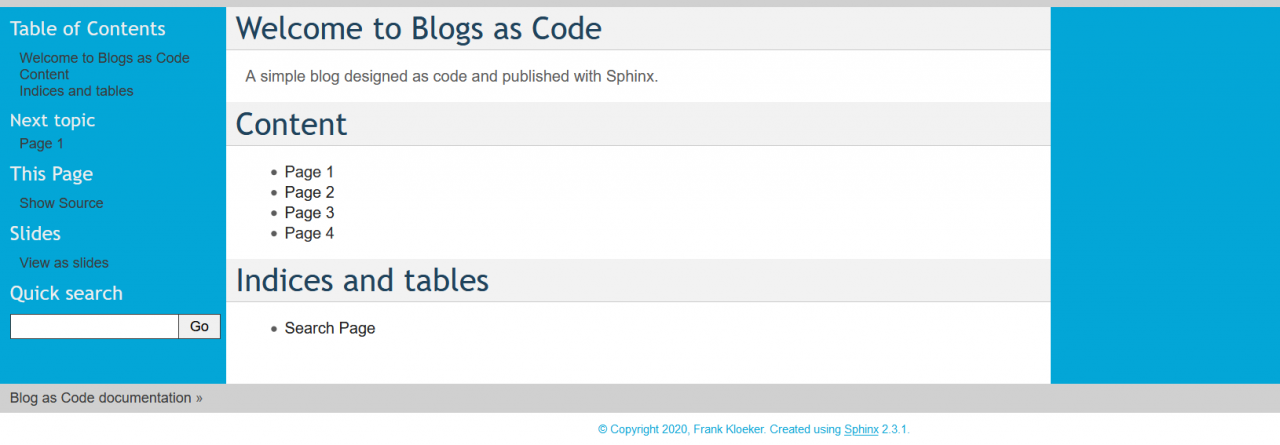 Table of Contents
Welcome to Blogs as Code
Content
Indices and tables
Next topic
Page 1
This Page
Show Source
Slides
View as slides
Quick search
Go
Welcome to Blogs as Code
A simple blog designed as code and published with Sphinx.
Content
Page 1
Page 2
Page 3
Page 4
Indices and tables
Search Page
Blog as Code documentation »
© Copyright 2020, Frank Kloeker. Created using Sphinx 2.3.1.